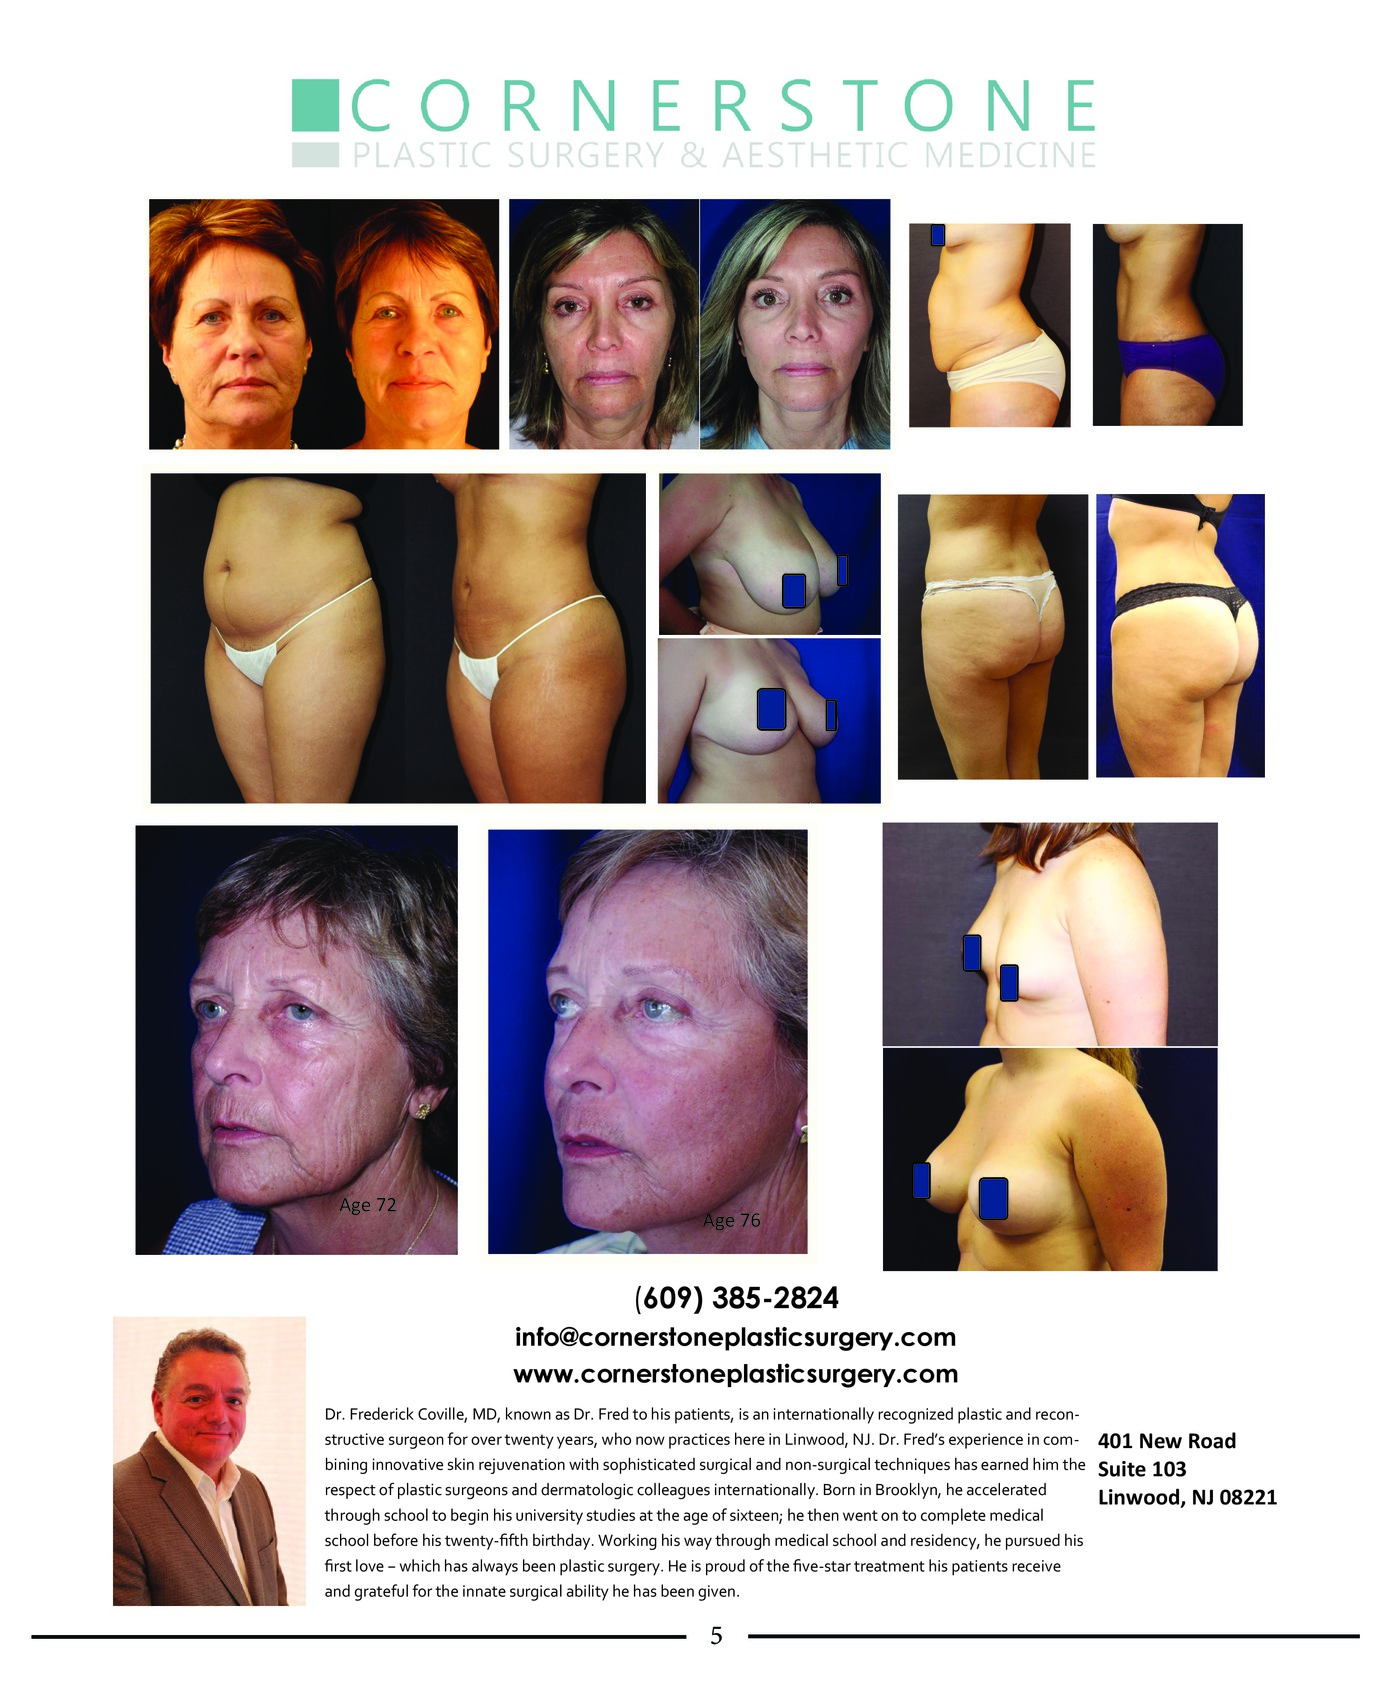 CORNERSTONE
PLASTIC SURGERY & AESTHETIC MEDICINE
Age 72
Age 76
(609) 385-2824
info@cornerstoneplasticsurgery.com
www.cornerstoneplasticsurgery.com
Dr. Frederick Coville, MD, known as Dr. Fred to his patients, is an internationally recognized plastic and recon-
structive surgeon for over twenty years, who now practices here in Linwood, NJ. Dr. Fred’s experience in com-
bining innovative skin rejuvenation with sophisticated surgical and non-surgical techniques has earned him the
respect of plastic surgeons and dermatologic colleagues internationally. Born in Brooklyn, he accelerated
through school to begin his university studies at the age of sixteen; he then went on to complete medical
school before his twenty-fifth birthday. Working his way through medical school and residency, he pursued his
first love – which has always been plastic surgery. He is proud of the five-star treatment his patients receive
and grateful for the innate surgical ability he has been given.
401 New Road
Suite 103
Linwood, NJ 08221
5